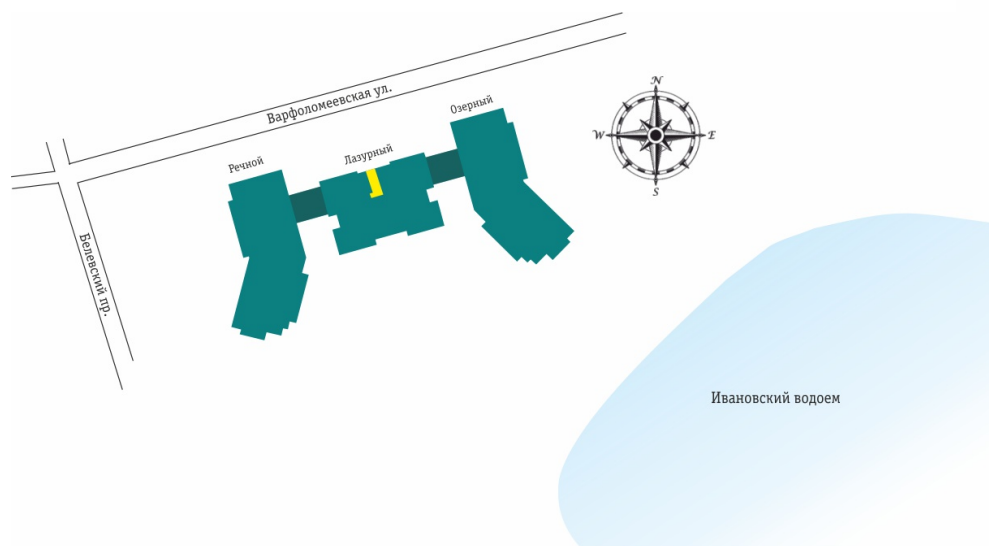 Варфоломеевская ул.
Озерный
Лазурный
Речной
N
W
E
S
Белевский пр.
Ивановский водоем